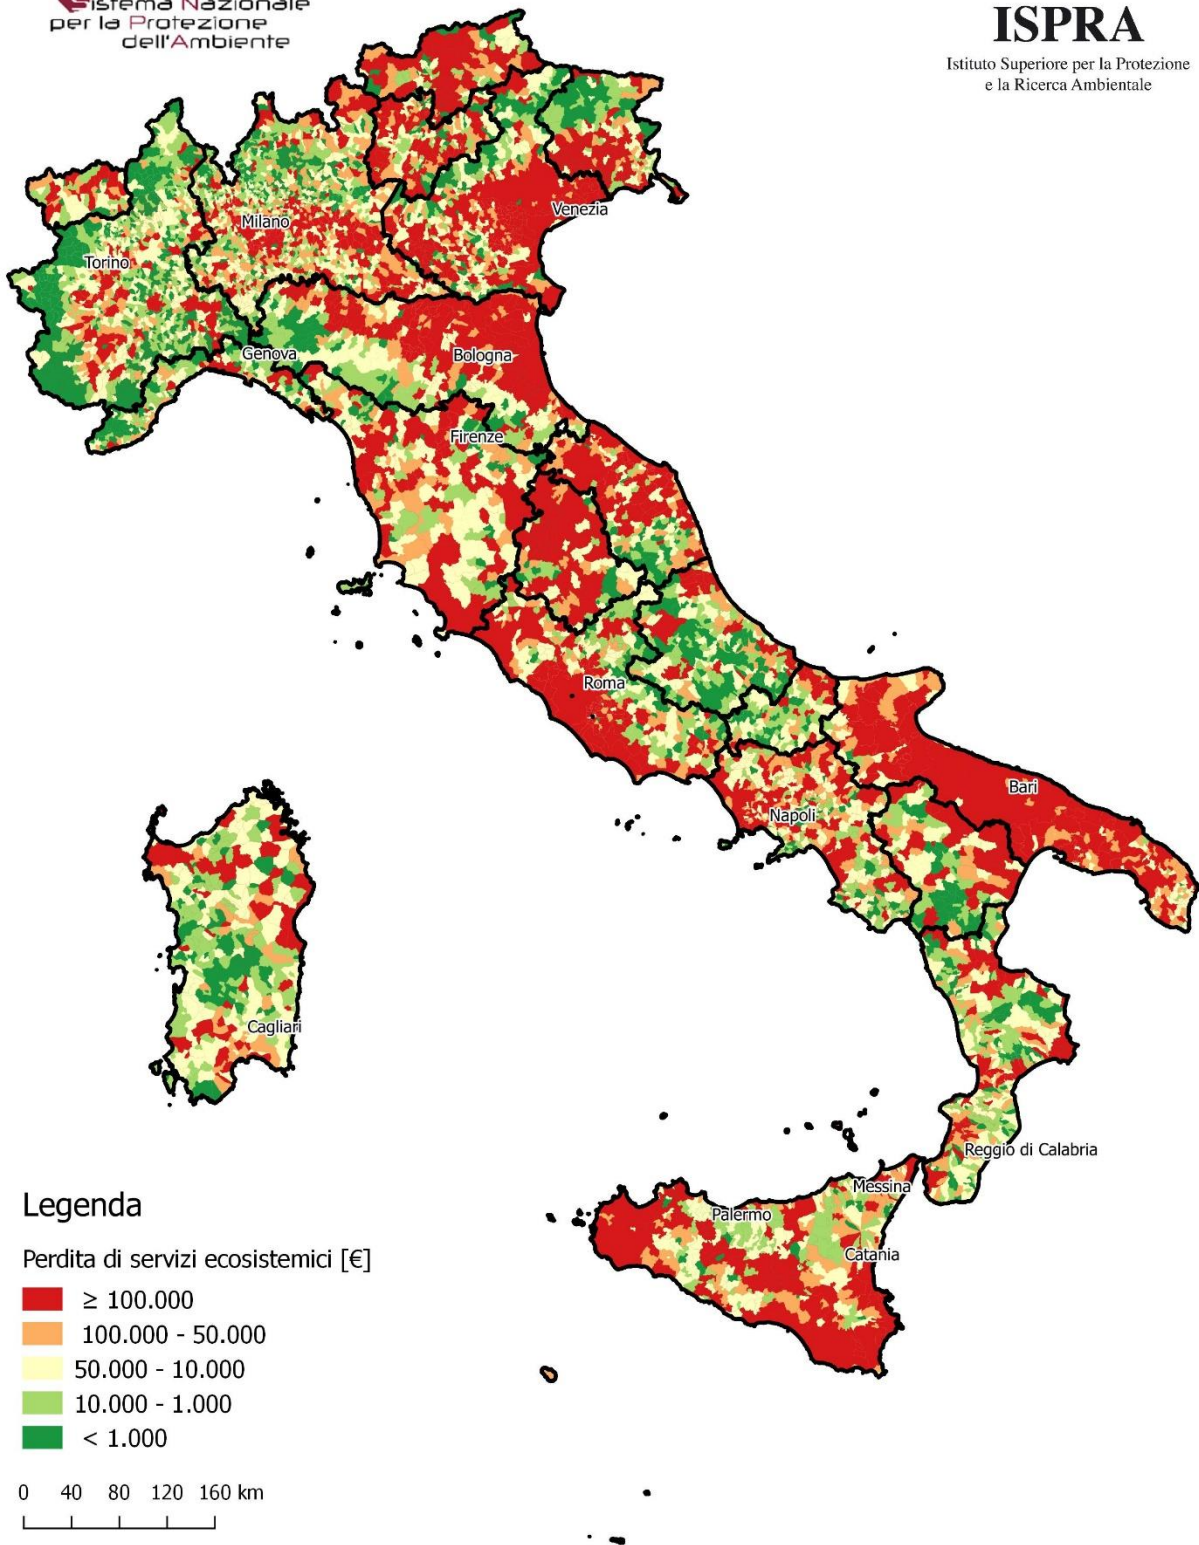 Sistema Nazionale
per la Protezione
dell'Ambiente
ISPRA
Istituto Superiore per la Protezione
e la Ricerca Ambientale
Venezia
Milano
Torino
Genova
Bologna
Firenze
Roma
Bari
Napoli
Cagliari
Reggio di Calabria
Messina
Palermo
Catania
Legenda
Perdita di servizi ecosistemici [€]
≥ 100.000
100.000 - 50.000
50.000 - 10.000
10.000 - 1.000
< 1.000
0 40 80 120 160 km